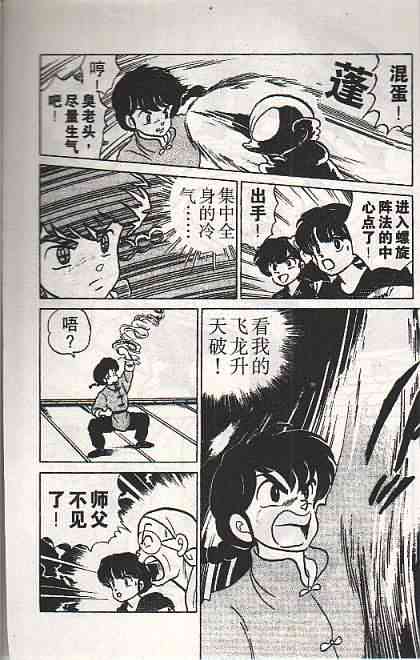 混蛋！
蓬
哼！
臭老头，
尽量生气
吧！
进入螺旋
阵法的中
心点了！
出手！
集中全
身的冷
气……
唔？
看我的
飞龙升
天破！
师父
不见
了！